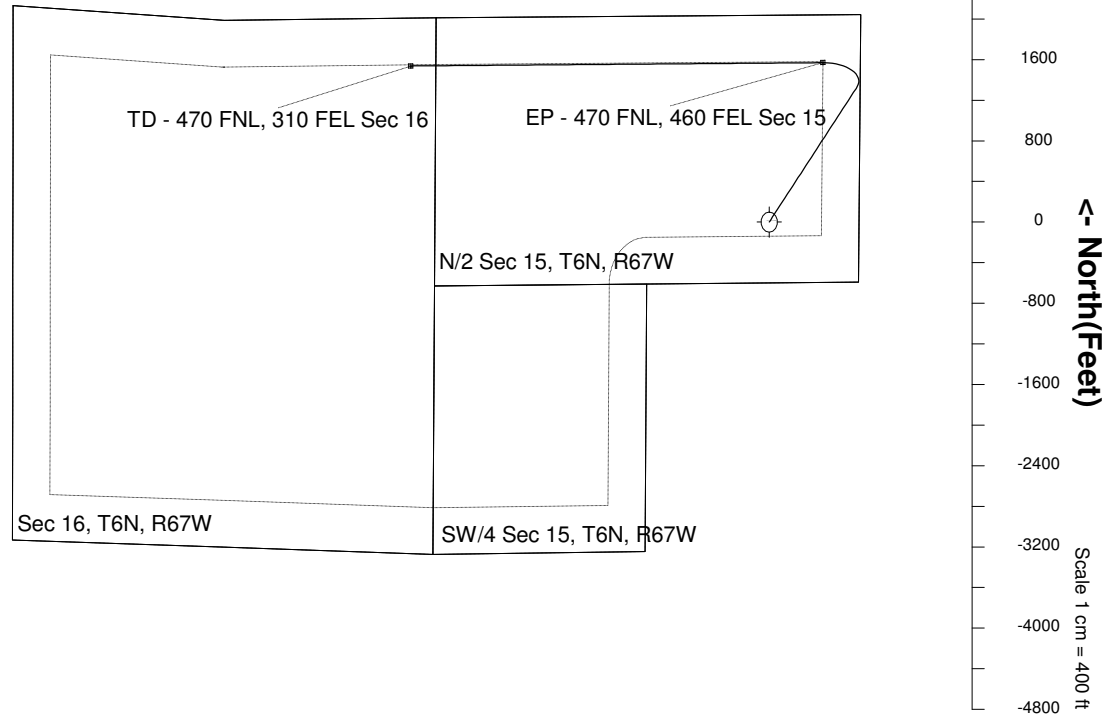 TD - 470 FNL, 310 FEL Sec 16
EP - 470 FNL, 460 FEL Sec 15
N/2 Sec 15, T6N, R67W
Sec 16, T6N, R67W
SW/4 Sec 15, T6N, R67W
1600
800
0
-800
-1600
-2400
-3200
-4000
-4800
<- North(Feet)
Scale 1 cm = 400 ft